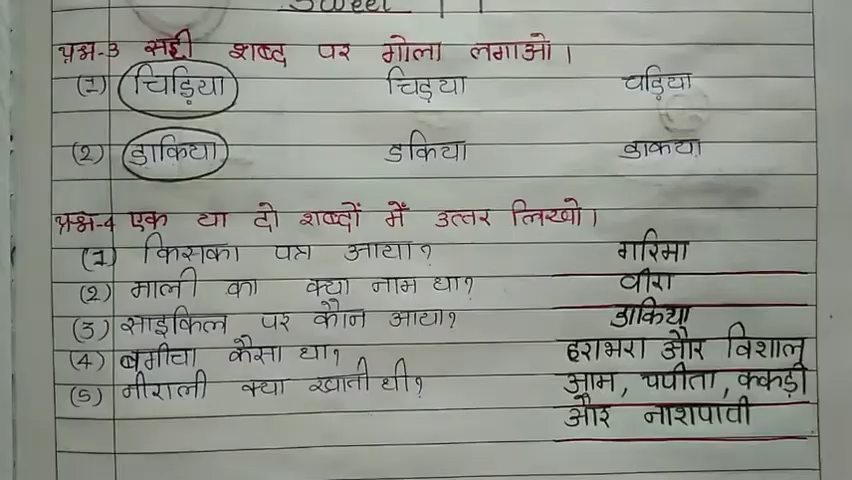 Sweet
प्रश्न-3 सही शब्द पर गोला लगाओ।
(1) चिड़िया चिड़या चड़िया
(2) डाकिया डकिया डाकया
प्रश्न-4 एक या दो शब्दों में उत्तर लिखो।
(1) किसका पत्र आया? गरिमा
(2) माली का क्या नाम था? वीरा
(3) साइकिल पर कौन आया? डाकिया
(4) बगीचा कैसा था? हराभरा और विशाल
(5) नीराली क्या खाती थी? आम, पपीता, ककड़ी
और नाशपाती